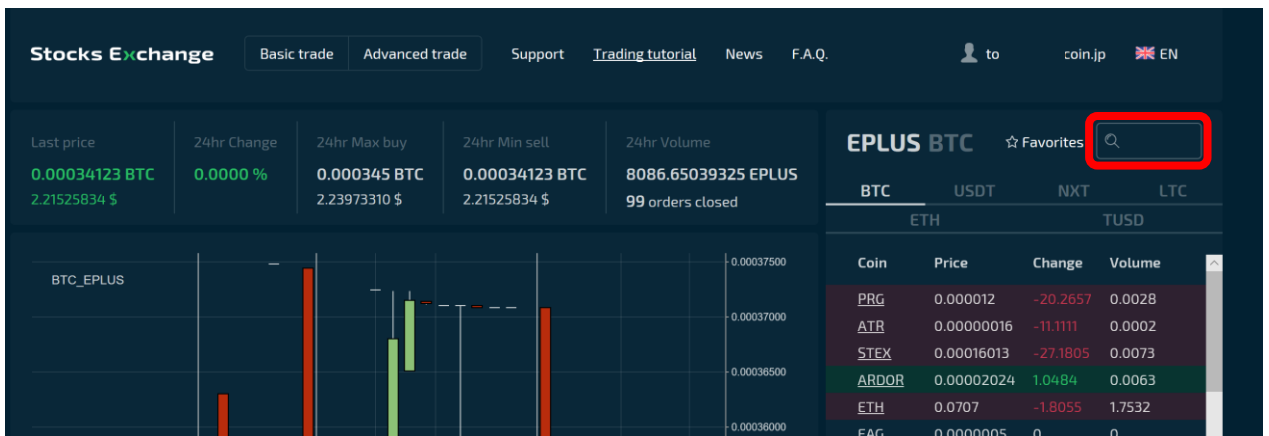 Stocks Exchange Basic trade Advanced trade Support Trading tutorial News F.A.Q. to coin.jp EN
Last price 24hr Change 24hr Max buy 24hr Min sell 24hr Volume
0.00034123 BTC 0.0000 % 0.000345 BTC 0.00034123 BTC 8086.65039325 EPLUS
2.21525834 $ 2.23973310 $ 2.21525834 $ 99 orders closed
EPLUS BTC ☆ Favorites
BTC USDT NXT LTC
ETH TUSD
BTC_EPLUS
0.00037500
0.00037000
0.00036500
0.00036000
Coin Price Change Volume
PRG 0.000012 -20.2657 0.0028
ATR 0.00000016 -11.1111 0.0002
STEX 0.00016013 -27.1805 0.0073
ARDOR 0.00002024 1.0484 0.0063
ETH 0.0707 -1.8055 1.7532
EAG 0.0000005 0 0